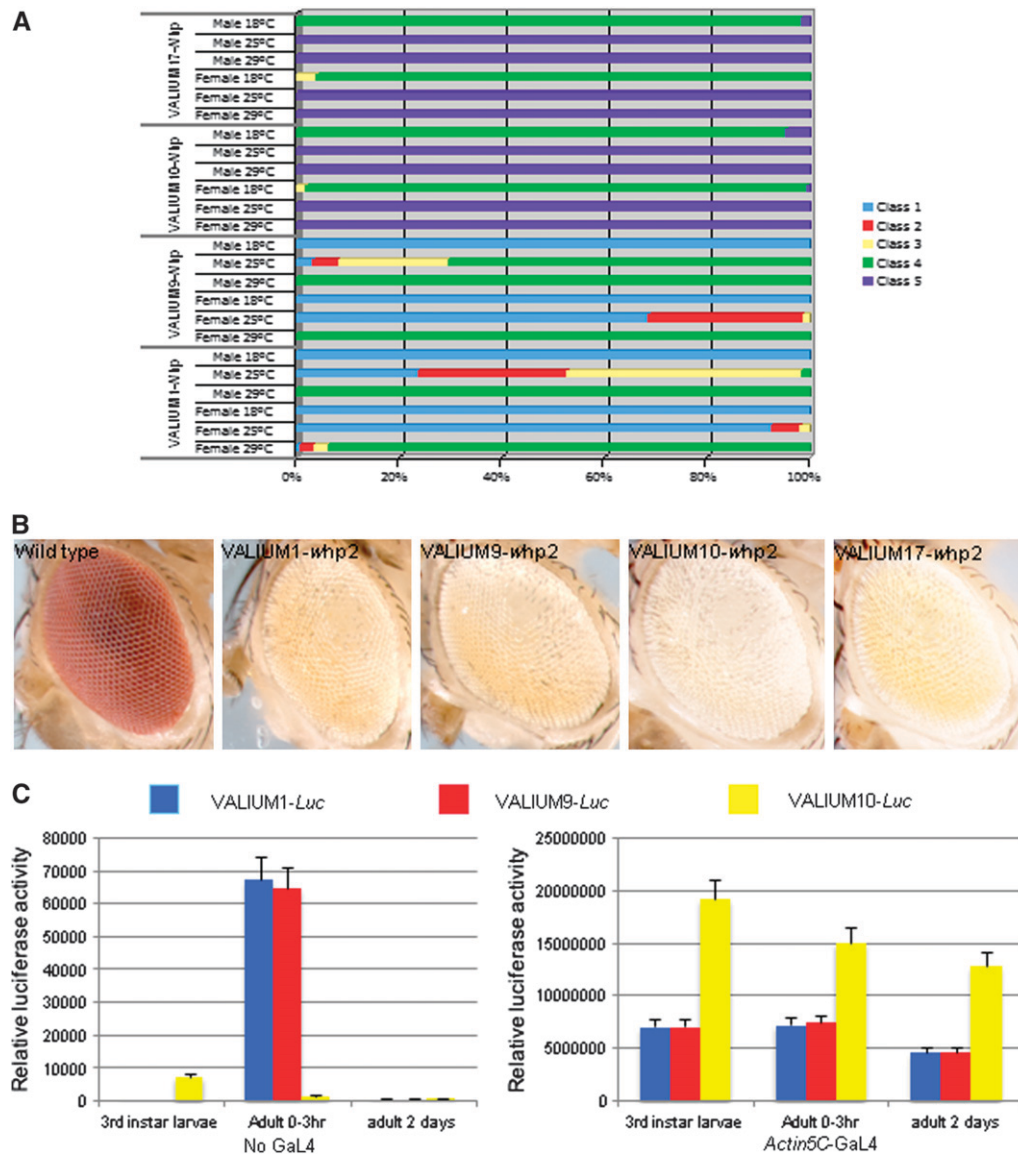 A
VALIUM17-Whp
Male 18ºC
Male 25ºC
Male 29ºC
Female 18ºC
Female 25ºC
Female 29ºC
VALIUM10-Whp
Male 18ºC
Male 25ºC
Male 29ºC
Female 18ºC
Female 25ºC
Female 29ºC
VALIUM9-Whp
Male 18ºC
Male 25ºC
Male 29ºC
Female 18ºC
Female 25ºC
Female 29ºC
VALIUM1-Whp
Male 18ºC
Male 25ºC
Male 29ºC
Female 18ºC
Female 25ºC
Female 29ºC
0% 20% 40% 60% 80% 100%
Class 1
Class 2
Class 3
Class 4
Class 5
B
Wild type
VALIUM1-whp2
VALIUM9-whp2
VALIUM10-whp2
VALIUM17-whp2
C
VALIUM1-Luc
VALIUM9-Luc
VALIUM10-Luc
Relative luciferase activity
80000
70000
60000
50000
40000
30000
20000
10000
0
3rd instar larvae
Adult 0-3hr
adult 2 days
No GaL4
Relative luciferase activity
25000000
20000000
15000000
10000000
5000000
0
3rd instar larvae
Adult 0-3hr
adult 2 days
Actin5C-GaL4